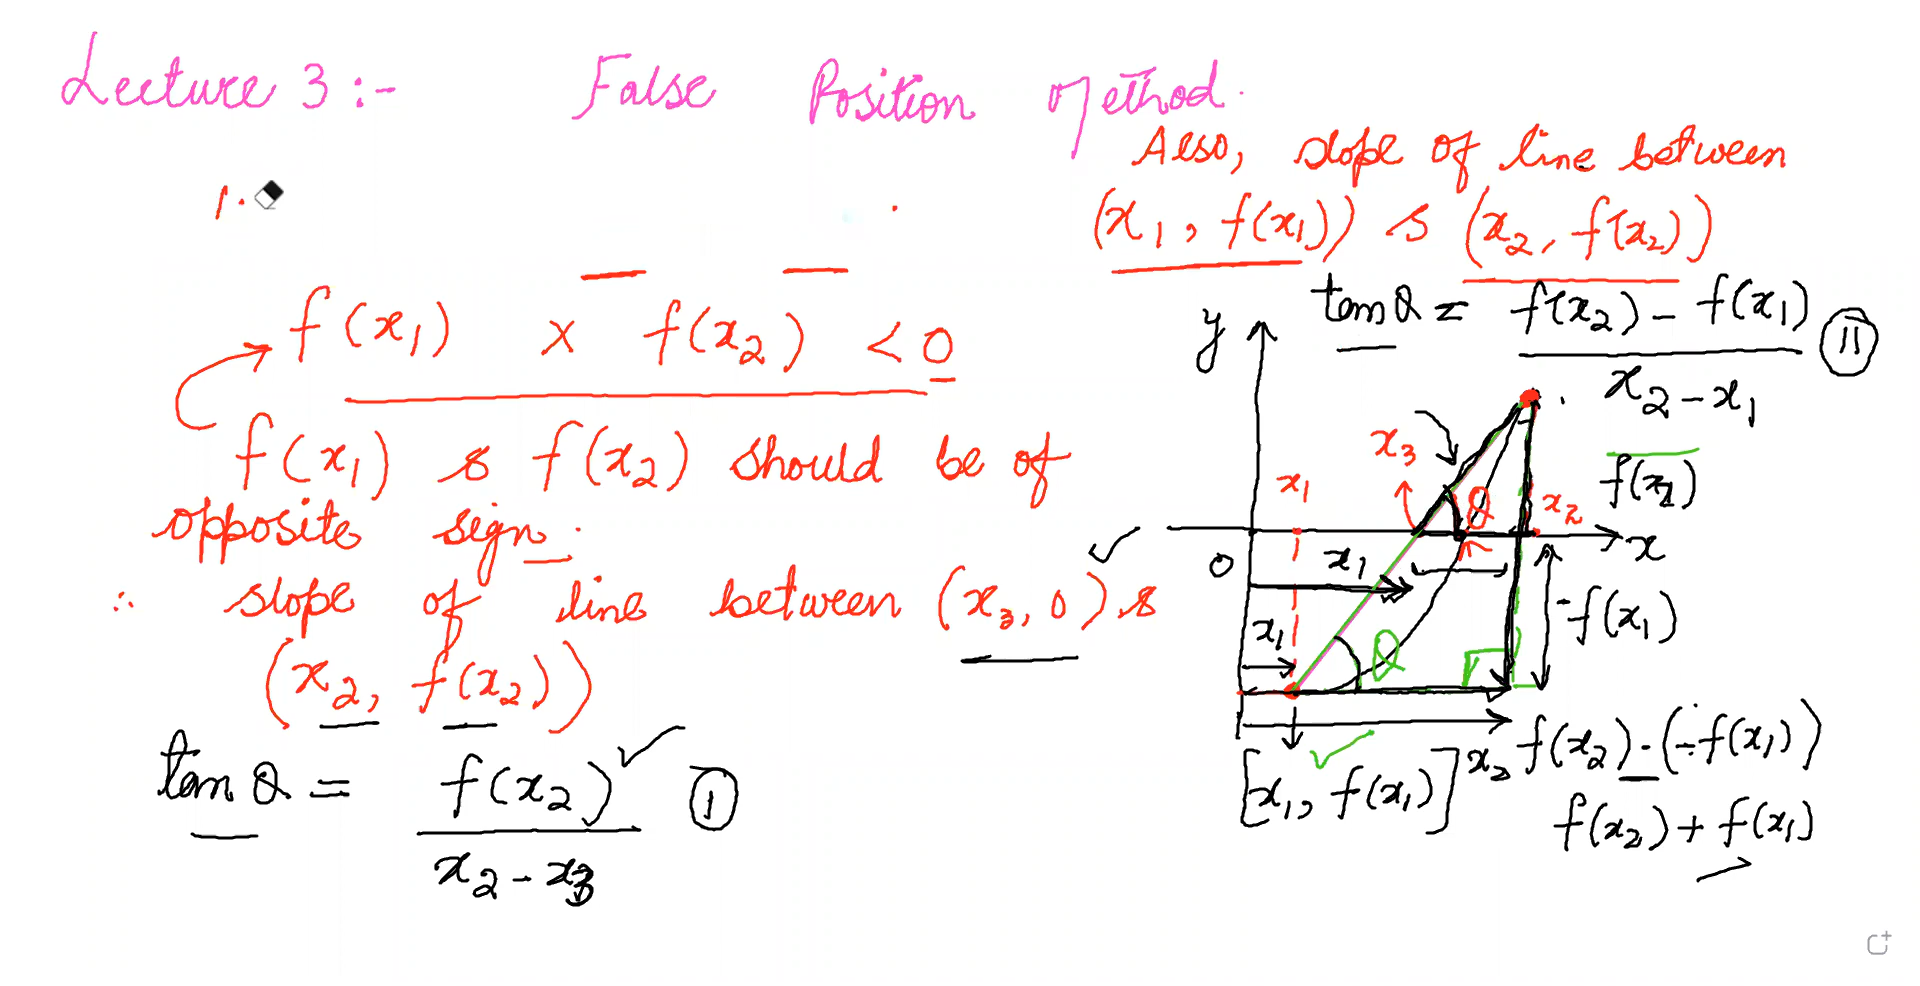 Lecture 3:- False Position Method.
1.
f(x1) x f(x2) < 0
f(x1) & f(x2) should be of
opposite sign.
∴ slope of line between (x3, 0) &
(x2, f(x2))
tan θ = f(x2) / x2 - x3 ①
Also, slope of line between
(x1, f(x1)) & (x2, f(x2))
tan θ = f(x2) - f(x1) / x2 - x1 Ⅱ
y
x3
f(x2)
x1
θ
x2
0
x1
x
-f(x1)
x1
θ
x2
[x1, f(x1)]
f(x2) - (-f(x1))
f(x2) + f(x1)